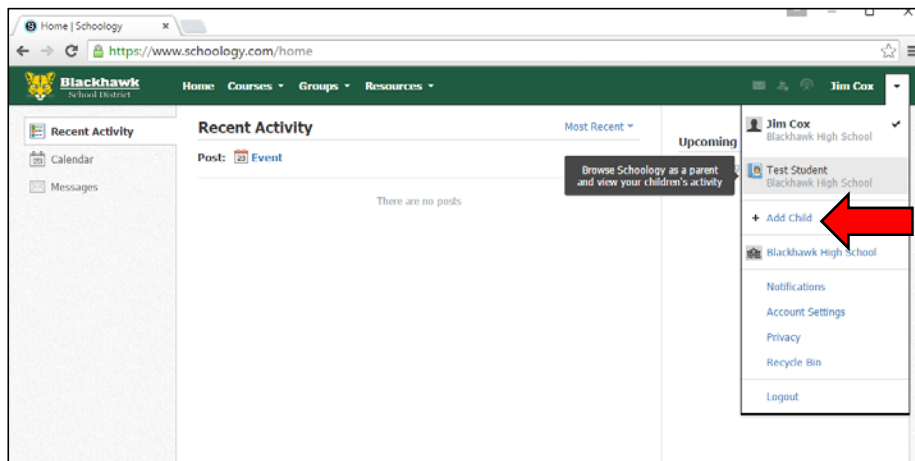 Home | Schoology
https://www.schoology.com/home
Blackhawk
School District
Home Courses Groups Resources
Jim Cox
Recent Activity
Calendar
Messages
Recent Activity
Most Recent
Post: Event
There are no posts
Upcoming
Browse Schoology as a parent
and view your children's activity
Jim Cox
Blackhawk High School
Test Student
Blackhawk High School
+ Add Child
Blackhawk High School
Notifications
Account Settings
Privacy
Recycle Bin
Logout